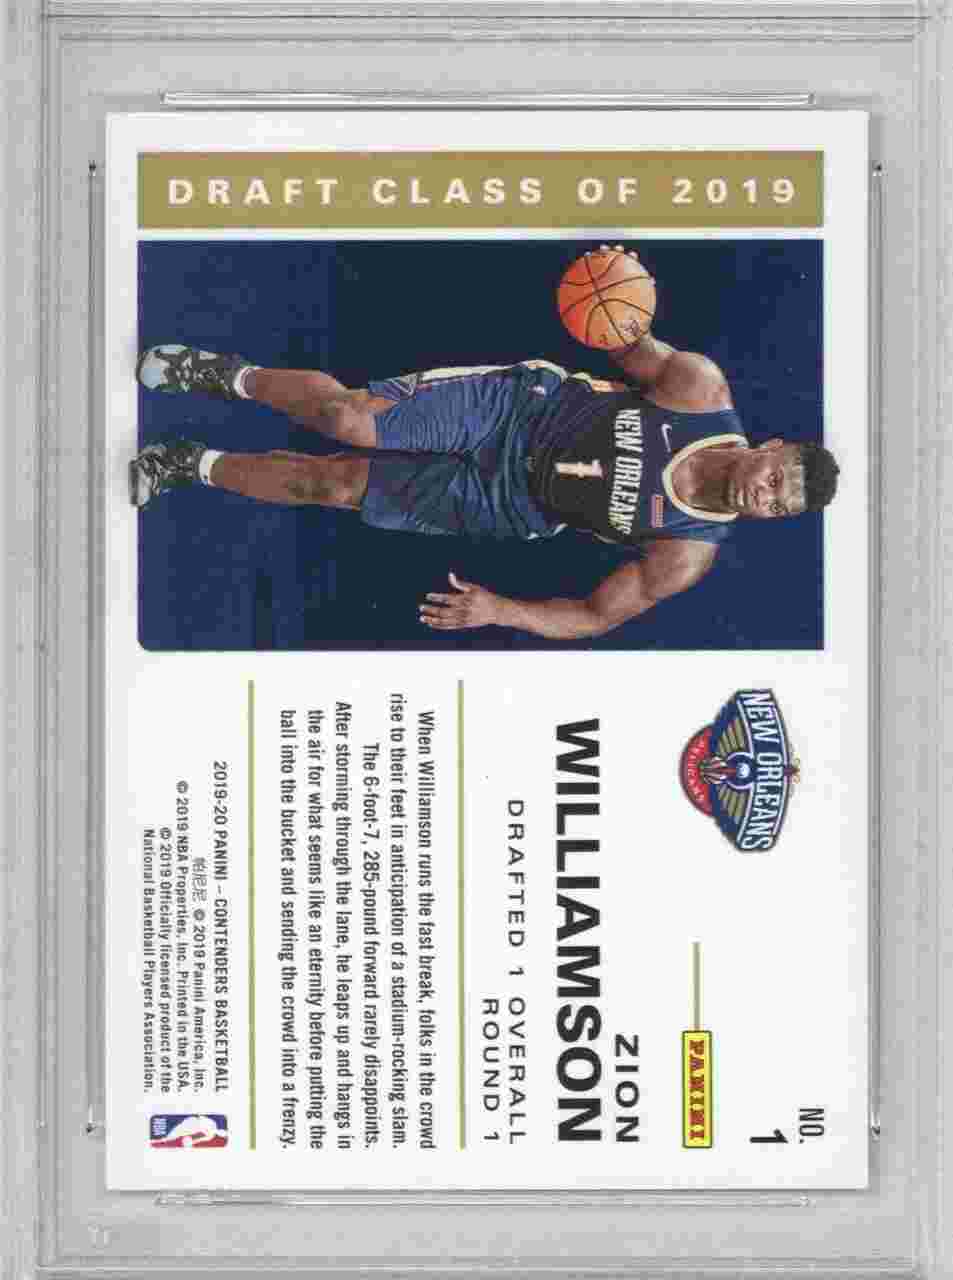 DRAFT CLASS OF 2019
NEW ORLEANS
1
NO.
1
PANINI
NEW ORLEANS
PELICANS
ZION
WILLIAMSON
DRAFTED 1 OVERALL
ROUND 1
When Williamson runs the fast break, folks in the crowd
rise to their feet in anticipation of a stadium-rocking slam.
The 6-foot-7, 285-pound forward rarely disappoints.
After storming through the lane, he leaps up and hangs in
the air for what seems like an eternity before putting the
ball into the bucket and sending the crowd into a frenzy.
2019-20 PANINI – CONTENDERS BASKETBALL
帕尼尼 © 2019 Panini America, Inc.
© 2019 NBA Properties, Inc. Printed in the USA.
© 2019 Officially licensed product of the
National Basketball Players Association.
NBA